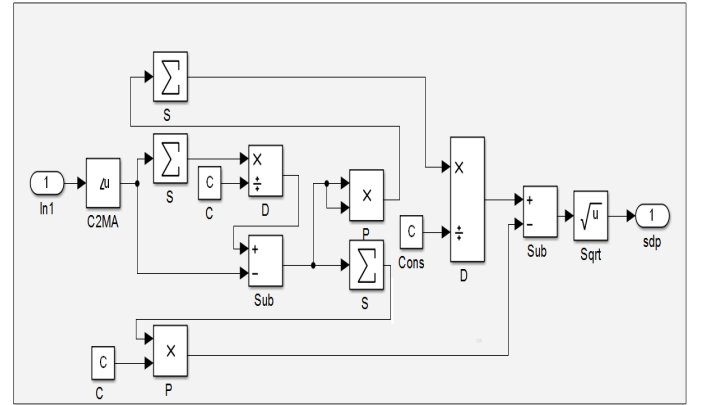 S
1
In1
∠u
C2MA
S
C
C
×
÷
D
×
P
C
Cons
×
÷
D
+
−
Sub
√u
Sqrt
1
sdp
+
−
Sub
S
C
C
×
P